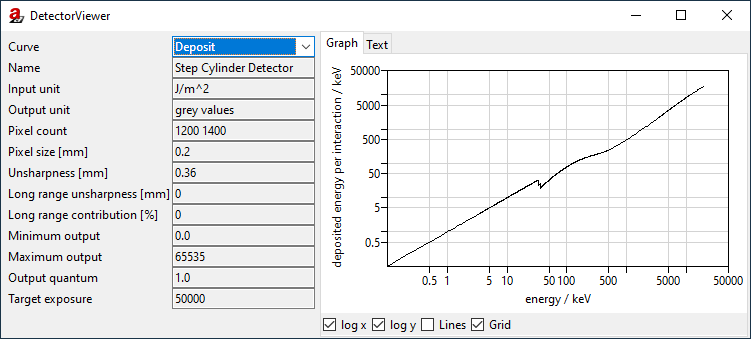 DetectorViewer
Curve Deposit
Name Step Cylinder Detector
Input unit J/m^2
Output unit grey values
Pixel count 1200 1400
Pixel size [mm] 0.2
Unsharpness [mm] 0.36
Long range unsharpness [mm] 0
Long range contribution [%] 0
Minimum output 0.0
Maximum output 65535
Output quantum 1.0
Target exposure 50000
Graph Text
deposited energy per interaction / keV
50000
5000
500
50
5
0.5
0.5 1 5 10 50 100 500 5000 50000
energy / keV
log x log y Lines Grid